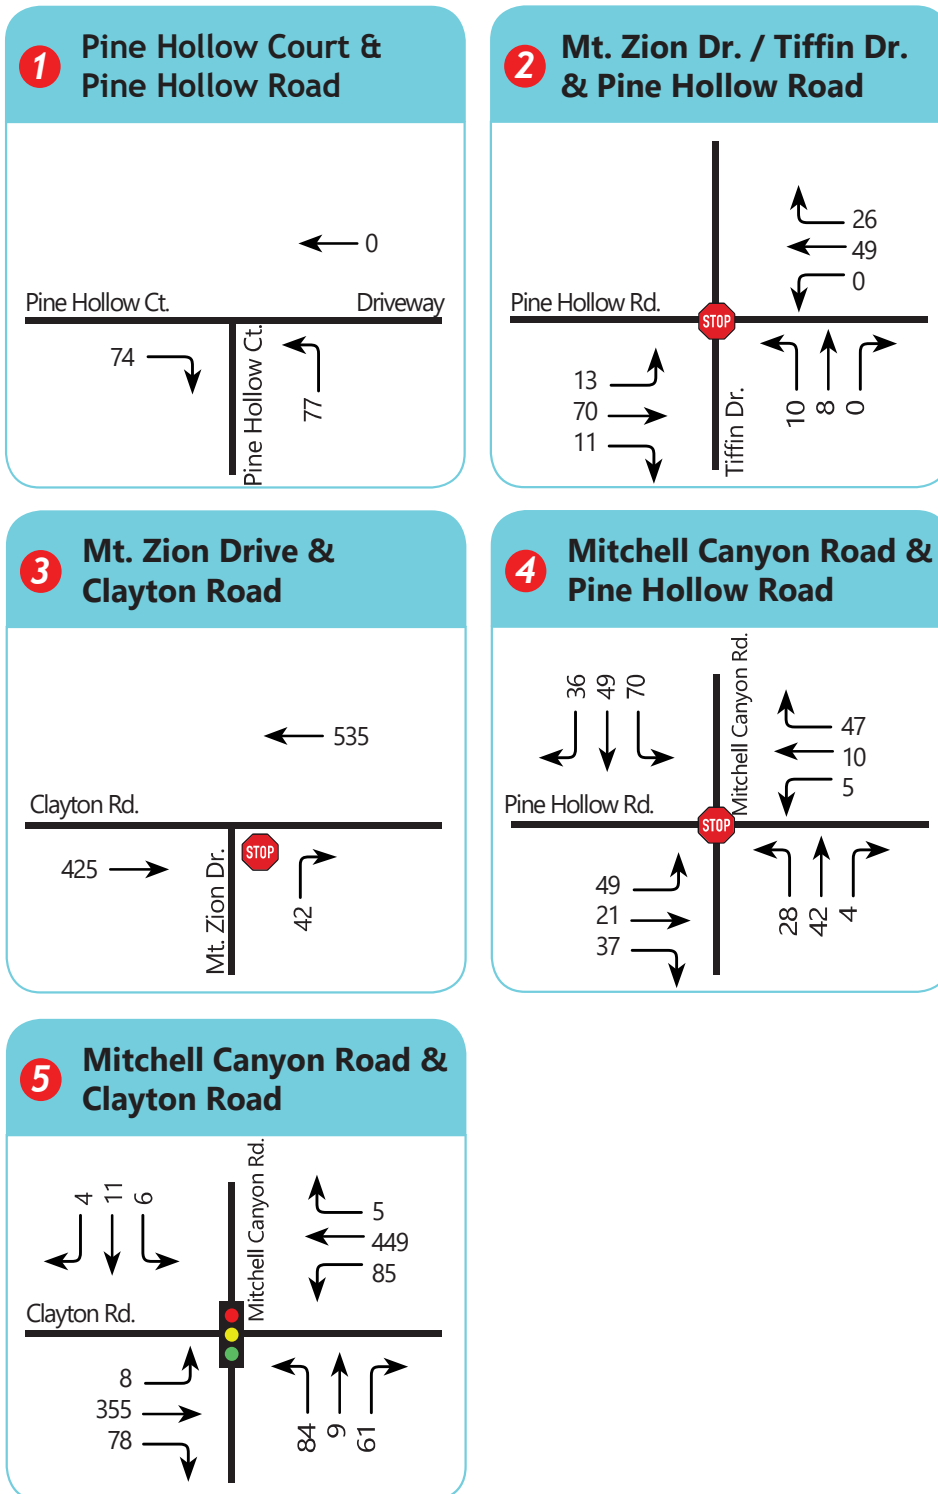 1
Pine Hollow Court &
Pine Hollow Road
0
Pine Hollow Ct.
Driveway
74
Pine Hollow Ct.
77
2
Mt. Zion Dr. / Tiffin Dr.
& Pine Hollow Road
26
49
0
Pine Hollow Rd.
STOP
13
70
11
Tiffin Dr.
10
8
0
3
Mt. Zion Drive &
Clayton Road
535
Clayton Rd.
STOP
425
Mt. Zion Dr.
42
4
Mitchell Canyon Road &
Pine Hollow Road
36
49
70
Mitchell Canyon Rd.
47
10
5
Pine Hollow Rd.
STOP
49
21
37
28
42
4
5
Mitchell Canyon Road &
Clayton Road
4
11
6
Mitchell Canyon Rd.
5
449
85
Clayton Rd.
8
355
78
84
9
61